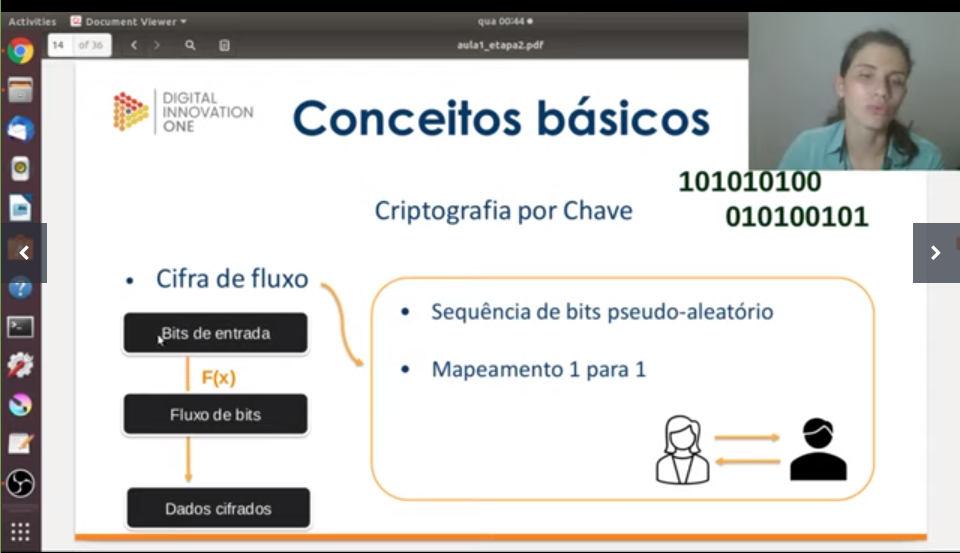 Activities Document Viewer qua 00:44
14 of 36 aula1_etapa2.pdf
DIGITAL
INNOVATION
ONE
Conceitos básicos
101010100
010100101
Criptografia por Chave
• Cifra de fluxo
Bits de entrada
F(x)
Fluxo de bits
Dados cifrados
• Sequência de bits pseudo-aleatório
• Mapeamento 1 para 1